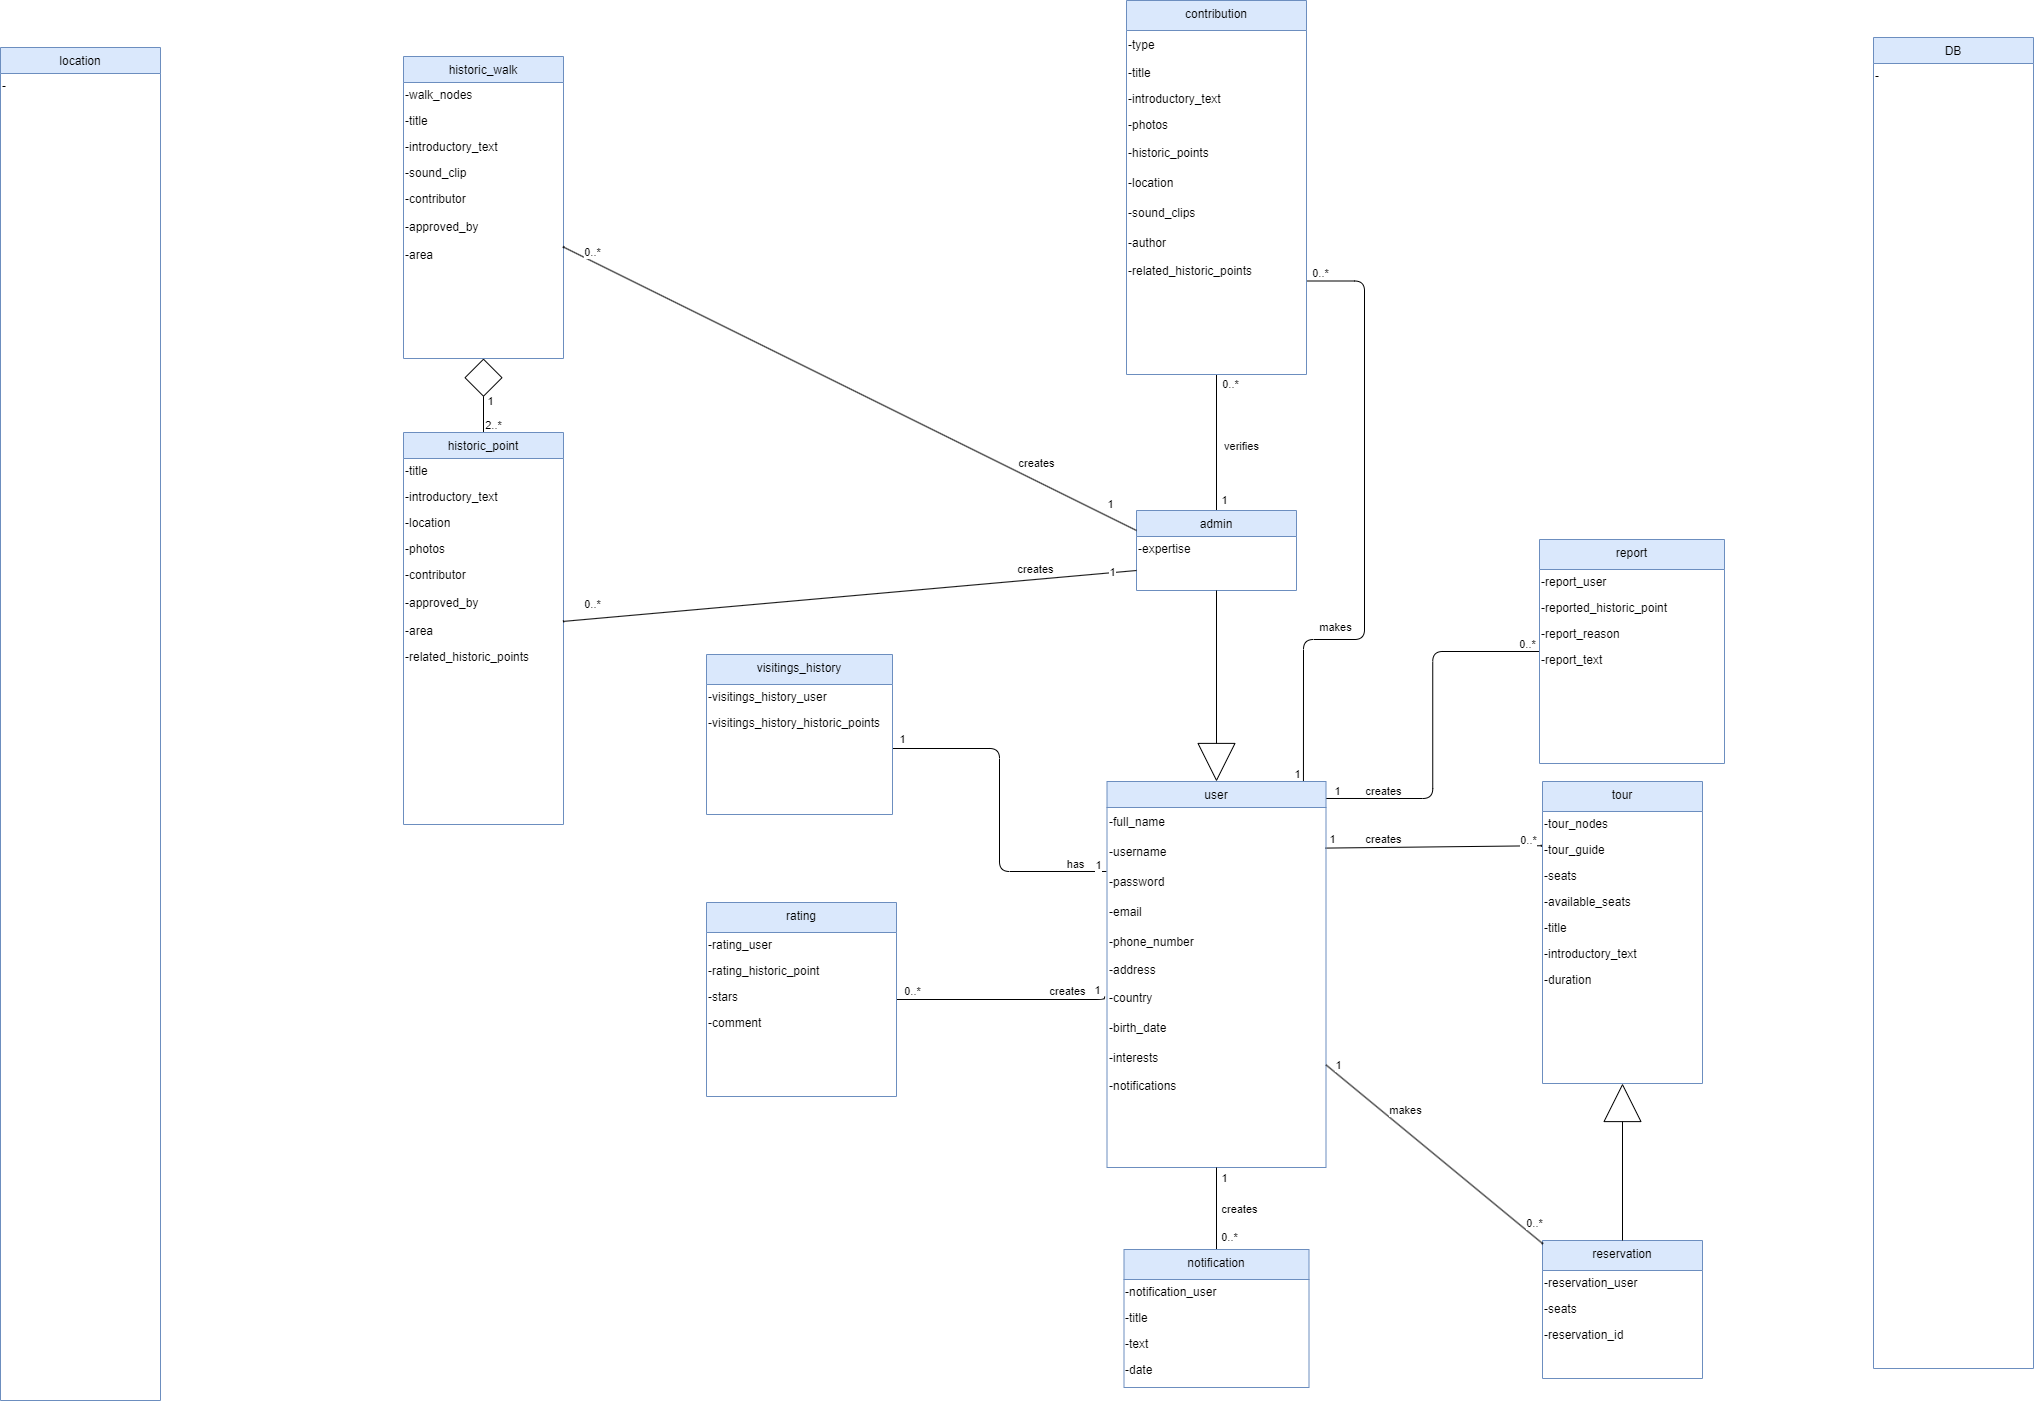 location
-
historic_walk
-walk_nodes
-title
-introductory_text
-sound_clip
-contributor
-approved_by
-area
0..*
1
2..*
historic_point
-title
-introductory_text
-location
-photos
-contributor
-approved_by
-area
-related_historic_points
0..*
contribution
-type
-title
-introductory_text
-photos
-historic_points
-location
-sound_clips
-author
-related_historic_points
0..*
0..*
verifies
1
creates
1
creates
1
admin
-expertise
makes
1
visitings_history
-visitings_history_user
-visitings_history_historic_points
1
has
1
rating
-rating_user
-rating_historic_point
-stars
-comment
0..*
creates
1
user
-full_name
-username
-password
-email
-phone_number
-address
-country
-birth_date
-interests
-notifications
1
creates
0..*
notification
-notification_user
-title
-text
-date
report
-report_user
-reported_historic_point
-report_reason
-report_text
0..*
1
creates
1
creates
0..*
tour
-tour_nodes
-tour_guide
-seats
-available_seats
-title
-introductory_text
-duration
1
makes
0..*
reservation
-reservation_user
-seats
-reservation_id
DB
-